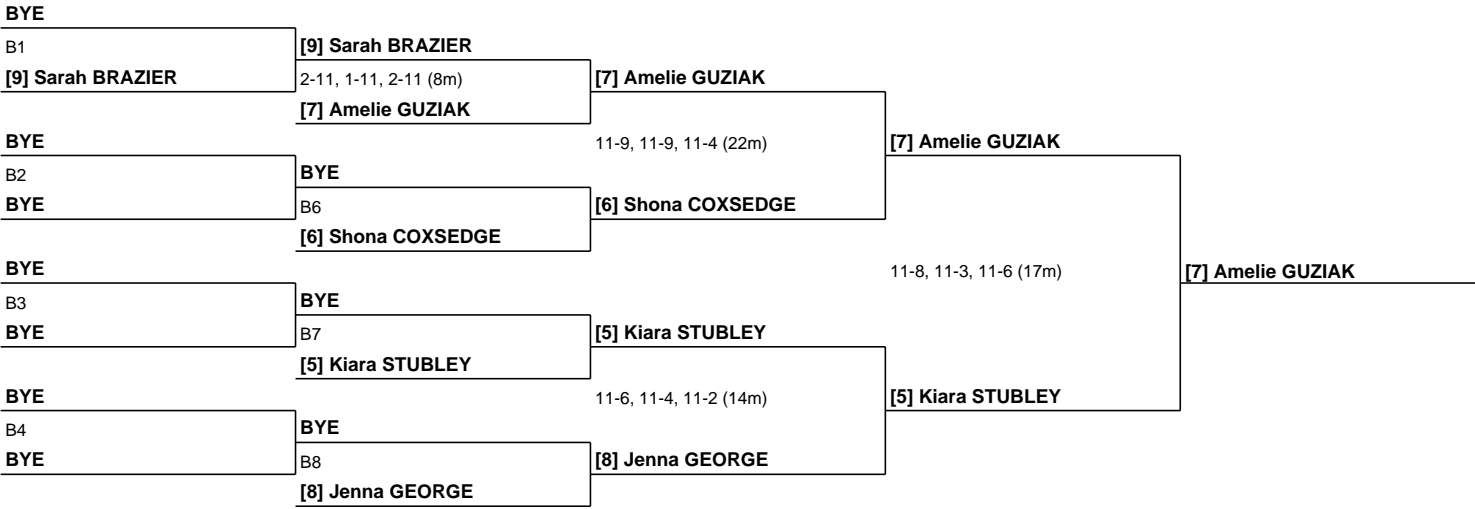 BYE
B1
[9] Sarah BRAZIER
[9] Sarah BRAZIER
2-11, 1-11, 2-11 (8m)
[7] Amelie GUZIAK
[7] Amelie GUZIAK
BYE
11-9, 11-9, 11-4 (22m)
[7] Amelie GUZIAK
B2
BYE
BYE
B6
[6] Shona COXSEDGE
[6] Shona COXSEDGE
BYE
11-8, 11-3, 11-6 (17m)
[7] Amelie GUZIAK
B3
BYE
BYE
B7
[5] Kiara STUBLEY
[5] Kiara STUBLEY
BYE
11-6, 11-4, 11-2 (14m)
[5] Kiara STUBLEY
B4
BYE
BYE
B8
[8] Jenna GEORGE
[8] Jenna GEORGE